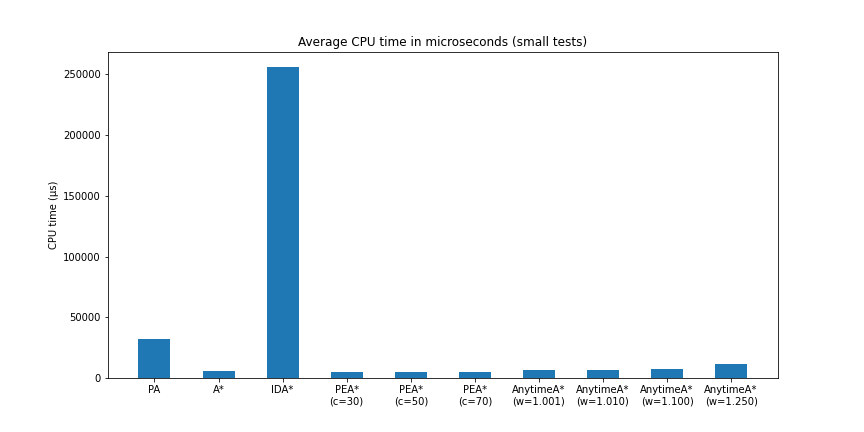 Average CPU time in microseconds (small tests)
CPU time (µs)
250000
200000
150000
100000
50000
0
PA A* IDA* PEA* PEA* PEA* AnytimeA* AnytimeA* AnytimeA* AnytimeA*
(c=30) (c=50) (c=70) (w=1.001) (w=1.010) (w=1.100) (w=1.250)